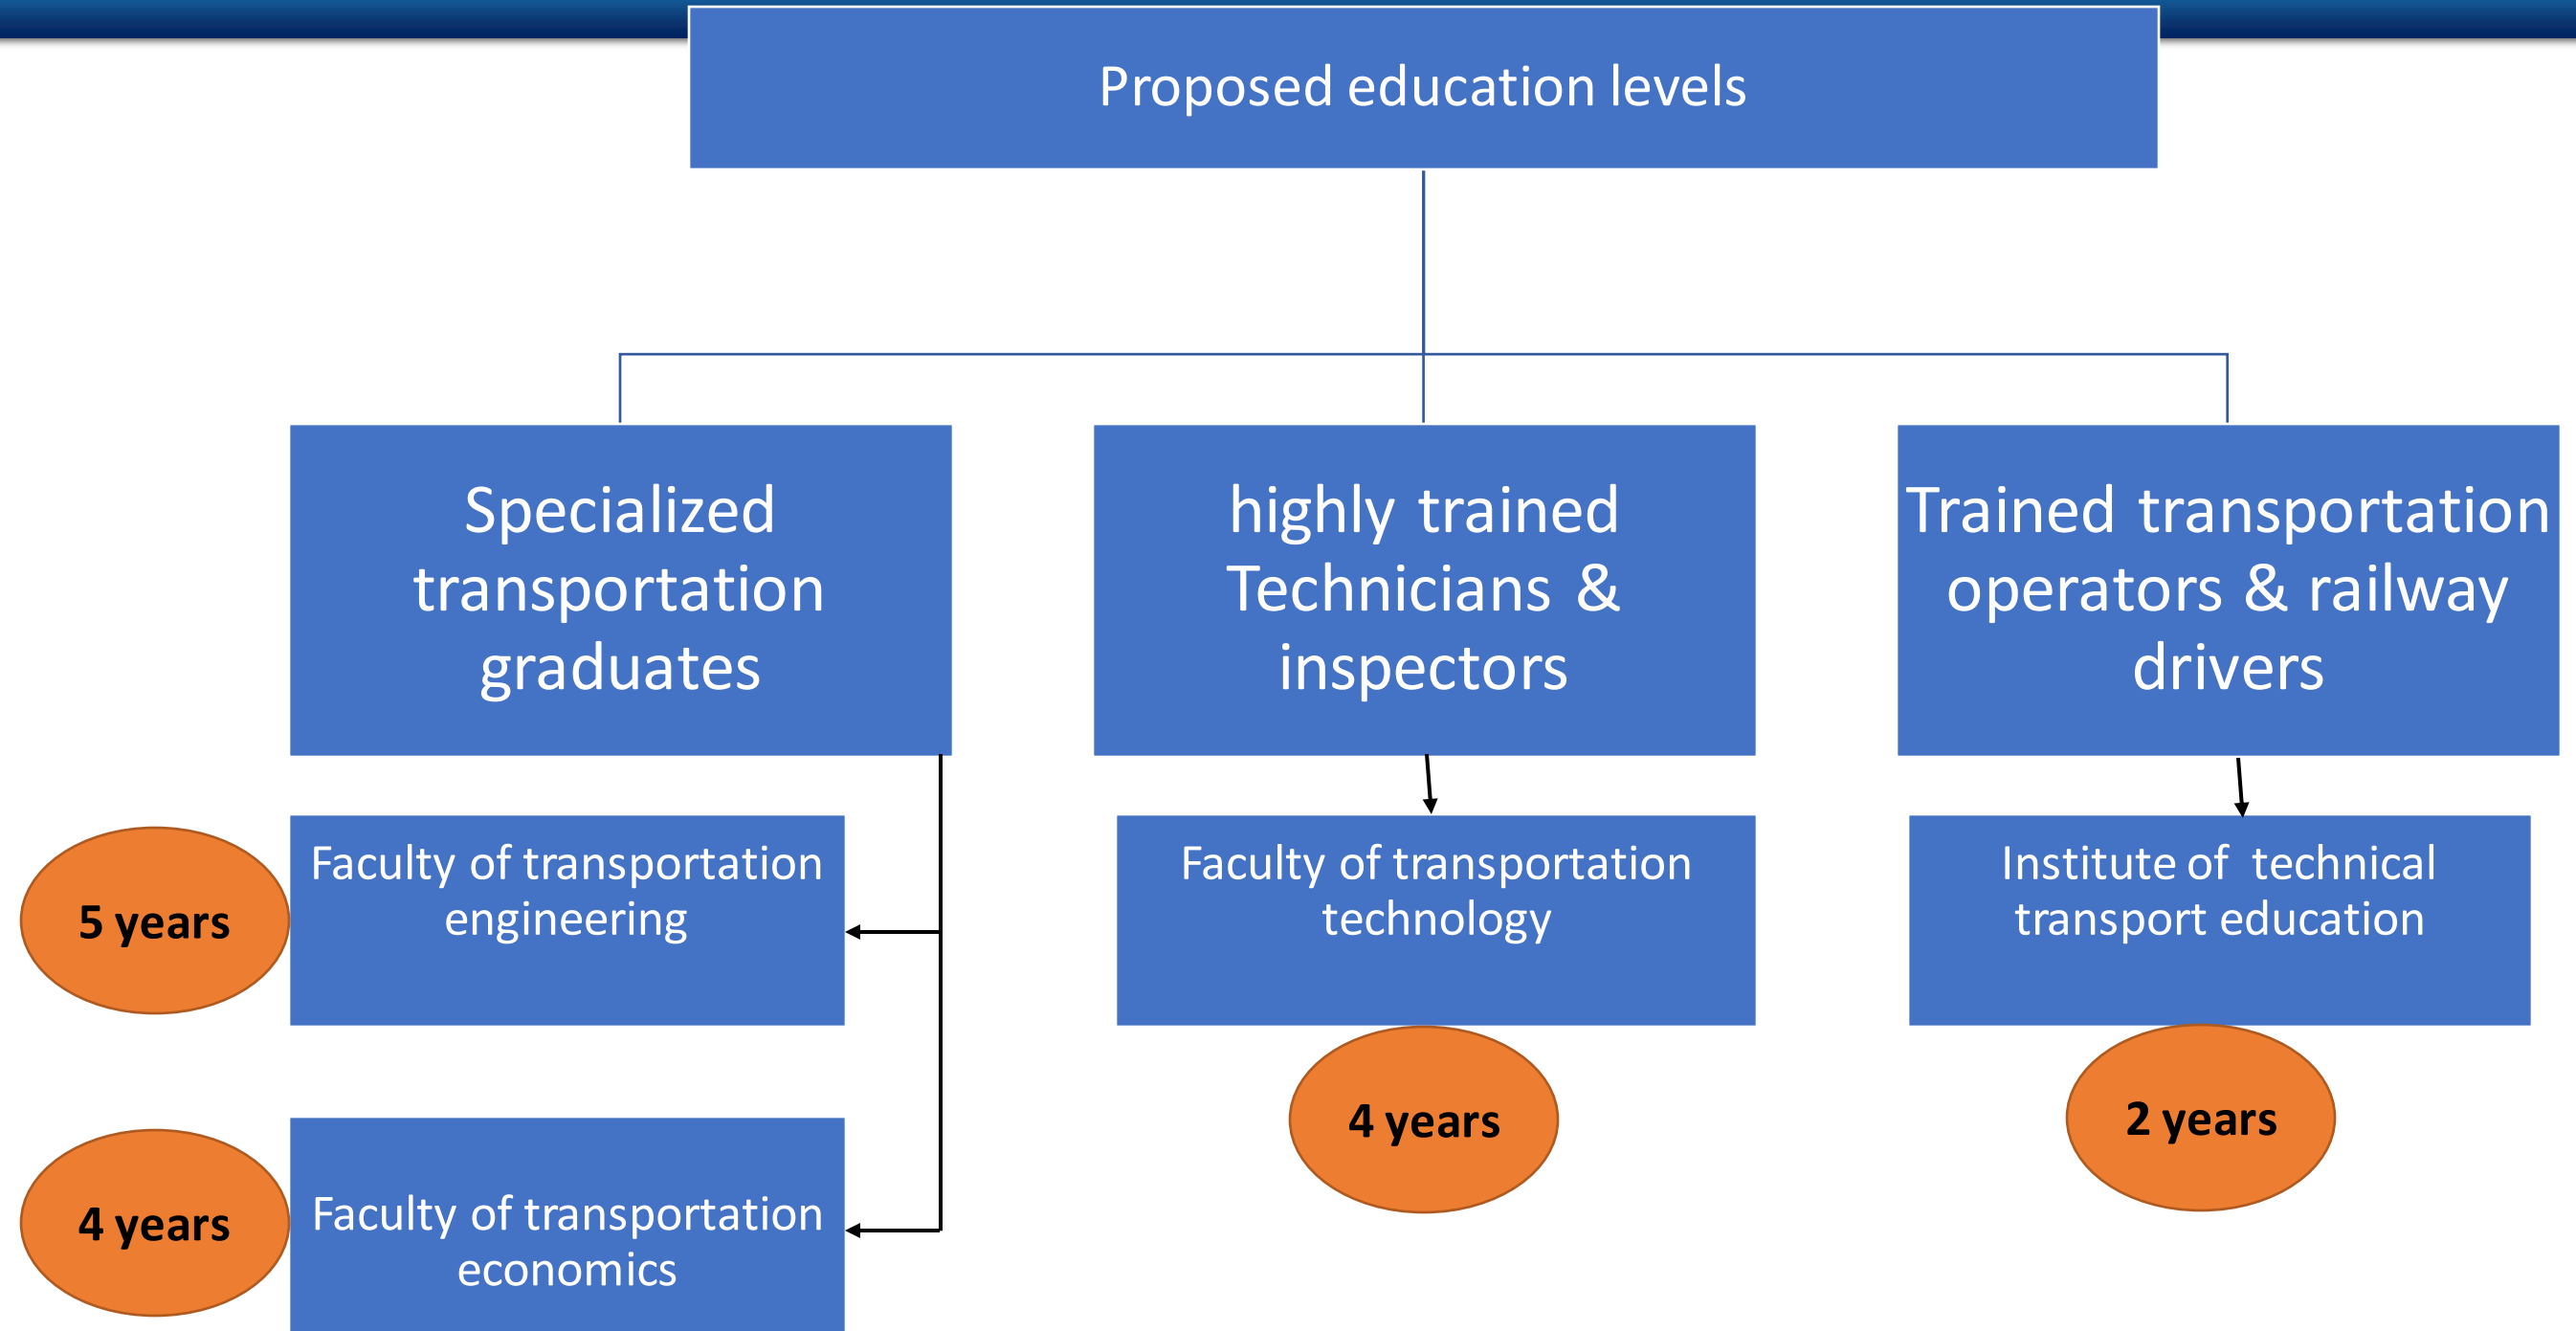 Proposed education levels
Specialized
transportation
graduates
highly trained
Technicians &
inspectors
Trained transportation
operators & railway
drivers
5 years
Faculty of transportation
engineering
Faculty of transportation
technology
Institute of  technical
transport education
4 years
Faculty of transportation
economics
4 years
2 years